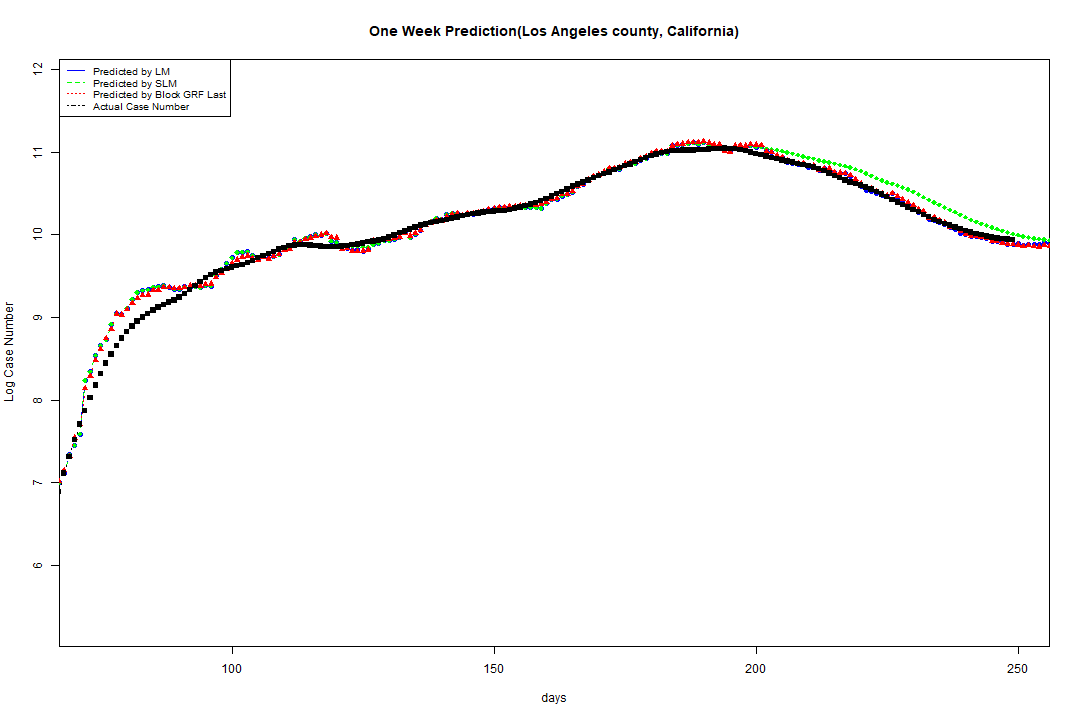 One Week Prediction(Los Angeles county, California)
Predicted by LM
Predicted by SLM
Predicted by Block GRF Last
Actual Case Number
12
11
10
9
8
7
6
Log Case Number
100 150 200 250
days